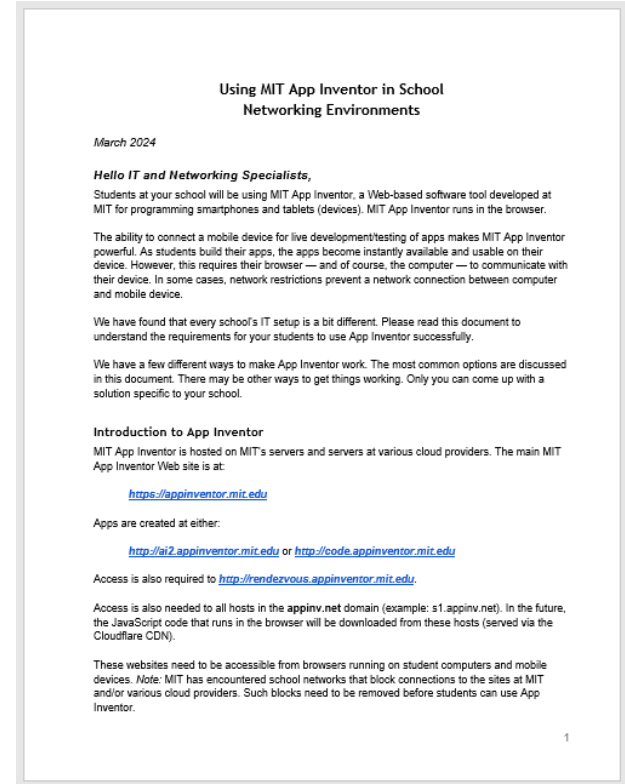 Using MIT App Inventor in School
Networking Environments
March 2024
Hello IT and Networking Specialists,
Students at your school will be using MIT App Inventor, a Web-based software tool developed at
MIT for programming smartphones and tablets (devices). MIT App Inventor runs in the browser.
The ability to connect a mobile device for live development/testing of apps makes MIT App Inventor
powerful. As students build their apps, the apps become instantly available and usable on their
device. However, this requires their browser — and of course, the computer — to communicate with
their device. In some cases, network restrictions prevent a network connection between computer
and mobile device.
We have found that every school's IT setup is a bit different. Please read this document to
understand the requirements for your students to use App Inventor successfully.
We have a few different ways to make App Inventor work. The most common options are discussed
in this document. There may be other ways to get things working. Only you can come up with a
solution specific to your school.
Introduction to App Inventor
MIT App Inventor is hosted on MIT's servers and servers at various cloud providers. The main MIT
App Inventor Web site is at:
https://appinventor.mit.edu
Apps are created at either:
http://ai2.appinventor.mit.edu or http://code.appinventor.mit.edu
Access is also required to http://rendezvous.appinventor.mit.edu.
Access is also needed to all hosts in the appinv.net domain (example: s1.appinv.net). In the future,
the JavaScript code that runs in the browser will be downloaded from these hosts (served via the
Cloudflare CDN).
These websites need to be accessible from browsers running on student computers and mobile
devices. Note: MIT has encountered school networks that block connections to the sites at MIT
and/or various cloud providers. Such blocks need to be removed before students can use App
Inventor.
1